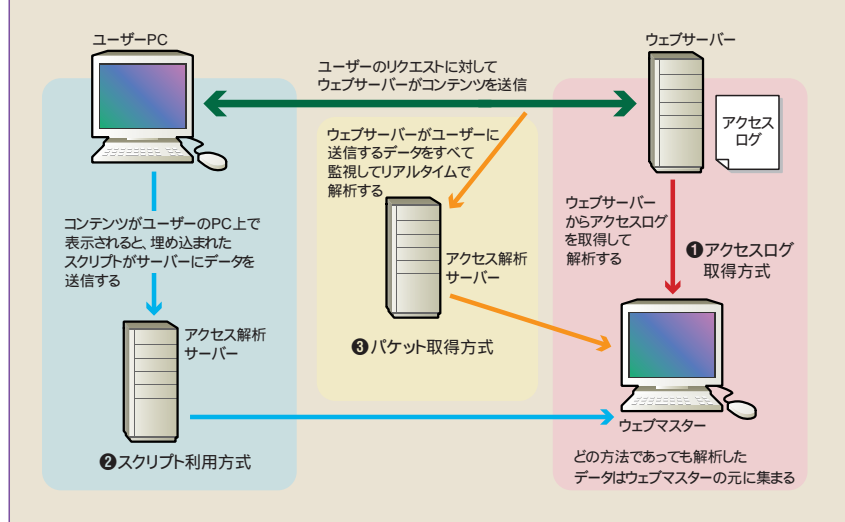 ユーザーPC
ウェブサーバー
ユーザーのリクエストに対して
ウェブサーバーがコンテンツを送信
アクセス
ログ
ウェブサーバーがユーザーに
送信するデータをすべて
監視してリアルタイムで
解析する
コンテンツがユーザーのPC上で
表示されると、埋め込まれた
スクリプトがサーバーにデータを
送信する
ウェブサーバー
からアクセスログ
を取得して
解析する
❶アクセスログ
取得方式
アクセス解析
サーバー
アクセス解析
サーバー
❸パケット取得方式
ウェブマスター
❷スクリプト利用方式
どの方法であっても解析した
データはウェブマスターの元に集まる